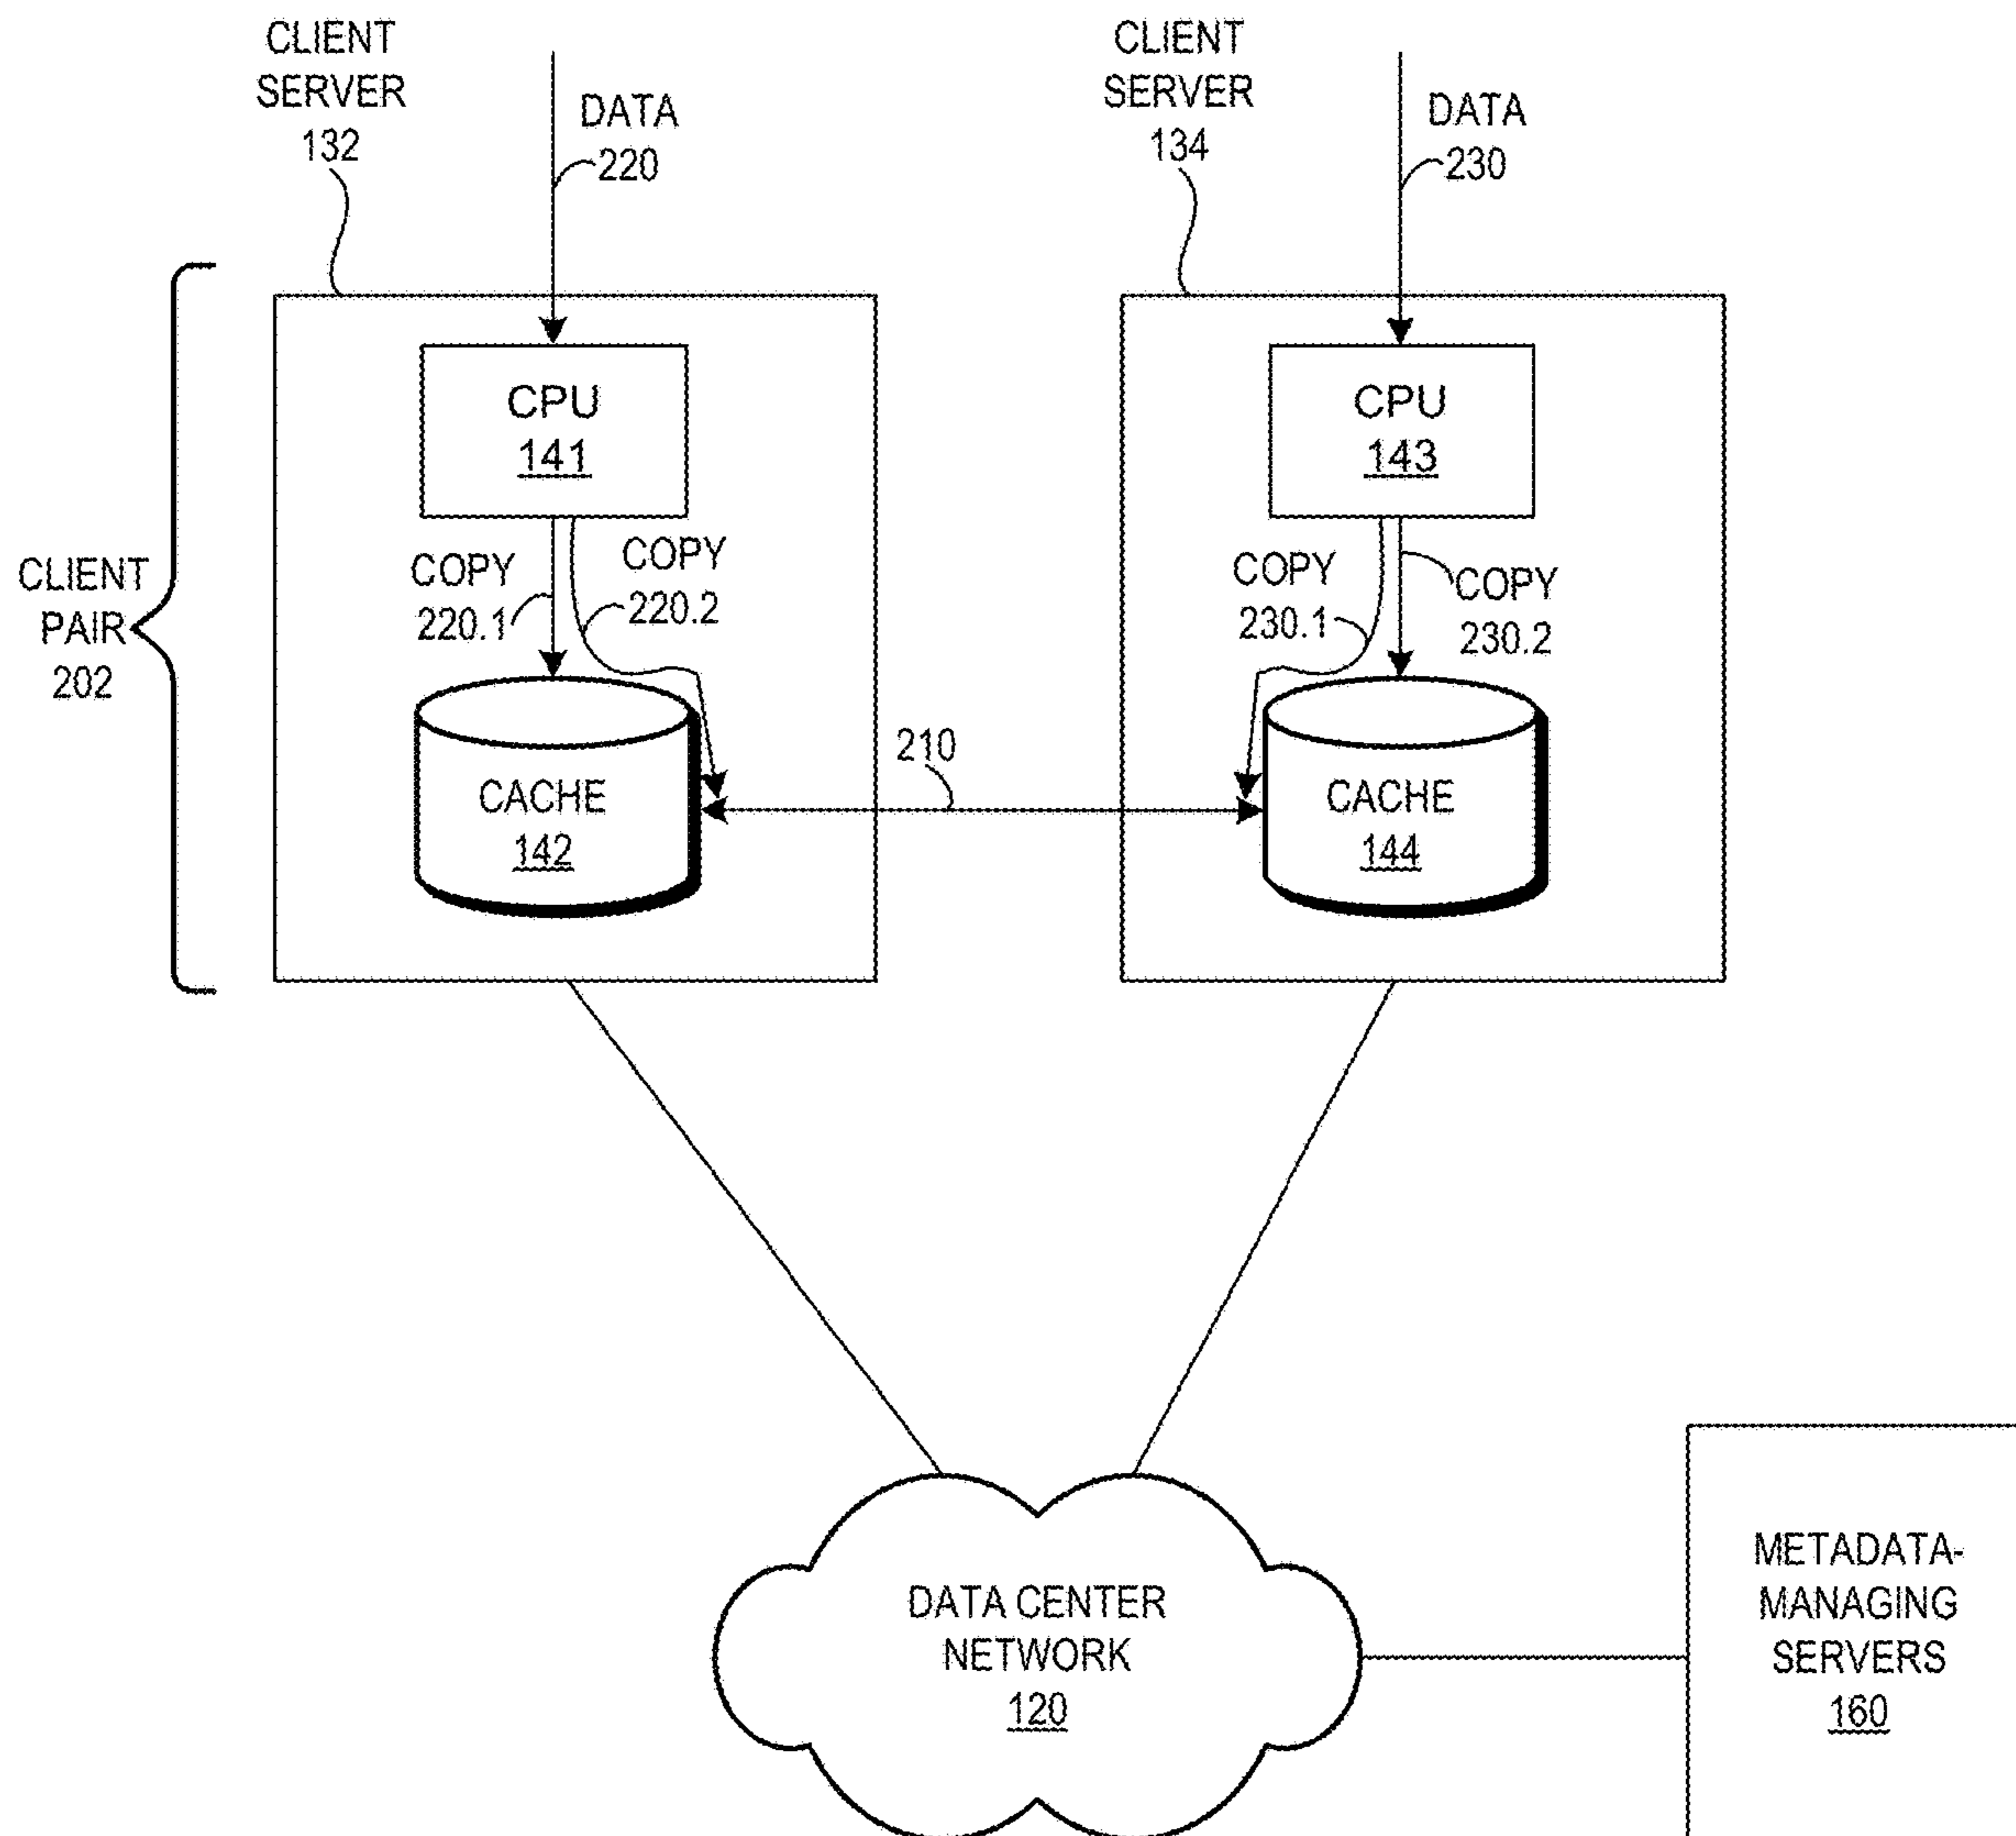 CLIENT
SERVER
132
DATA
220
CLIENT
SERVER
134
DATA
230
CLIENT
PAIR
202
CPU
141
COPY
220.1
COPY
220.2
CACHE
142
210
CPU
143
COPY
230.1
COPY
230.2
CACHE
144
DATA CENTER
NETWORK
120
METADATA-
MANAGING
SERVERS
160